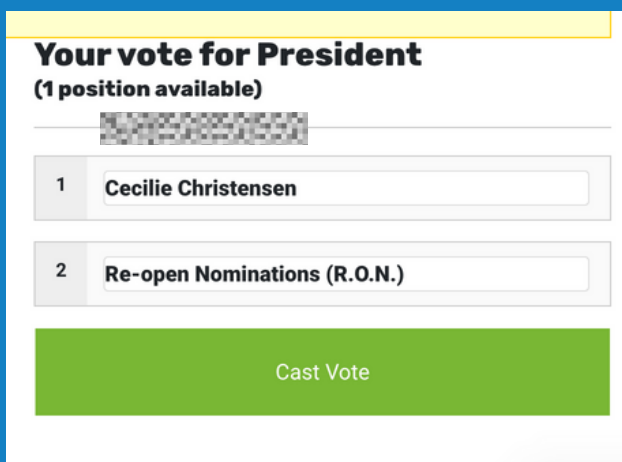 Your vote for President
(1 position available)
1 Cecilie Christensen
2 Re-open Nominations (R.O.N.)
Cast Vote